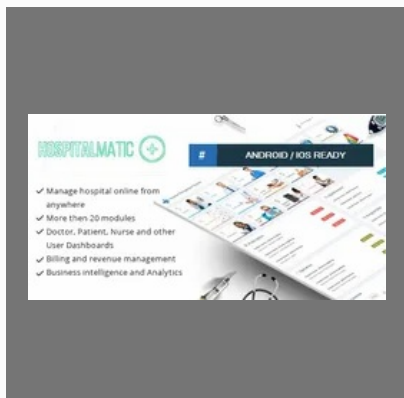 HOSPITALMATIC
# ANDROID / IOS READY
Manage hospital online from
anywhere
More then 20 modules
Doctor, Patient, Nurse and other
User Dashboards
Billing and revenue management
Business intelligence and Analytics